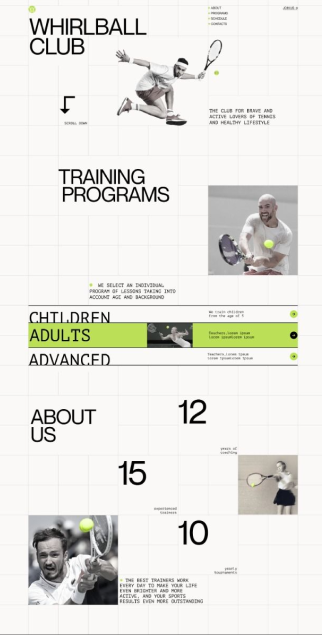 WHIRLBALL
CLUB
ABOUT
PROGRAMS
SCHEDULE
CONTACTS
SCROLL DOWN
THE CLUB FOR BRAVE AND
ACTIVE LOVERS OF TENNIS
AND HEALTHY LIFESTYLE
TRAINING
PROGRAMS
WE SELECT AN INDIVIDUAL
PROGRAM OF LESSONS TAKING INTO
ACCOUNT AGE AND BACKGROUND
CHILDREN
We train children
from the age of 5
ADULTS
Teachers.lorem ipsum
lorem ipsumlorem ipsum
ADVANCED
Teachers.lorem ipsum
lorem ipsumlorem ipsum
ABOUT
US
12
years of
coaching
15
experienced
trainers
10
yearly
tournaments
THE BEST TRAINERS WORK
EVERY DAY TO MAKE YOUR LIFE
EVEN BRIGHTER AND MORE
ACTIVE, AND YOUR SPORTS
RESULTS EVEN MORE OUTSTANDING